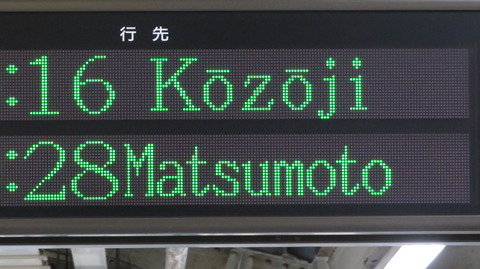 行先
:16 Kōzōji
:28 Matsumoto